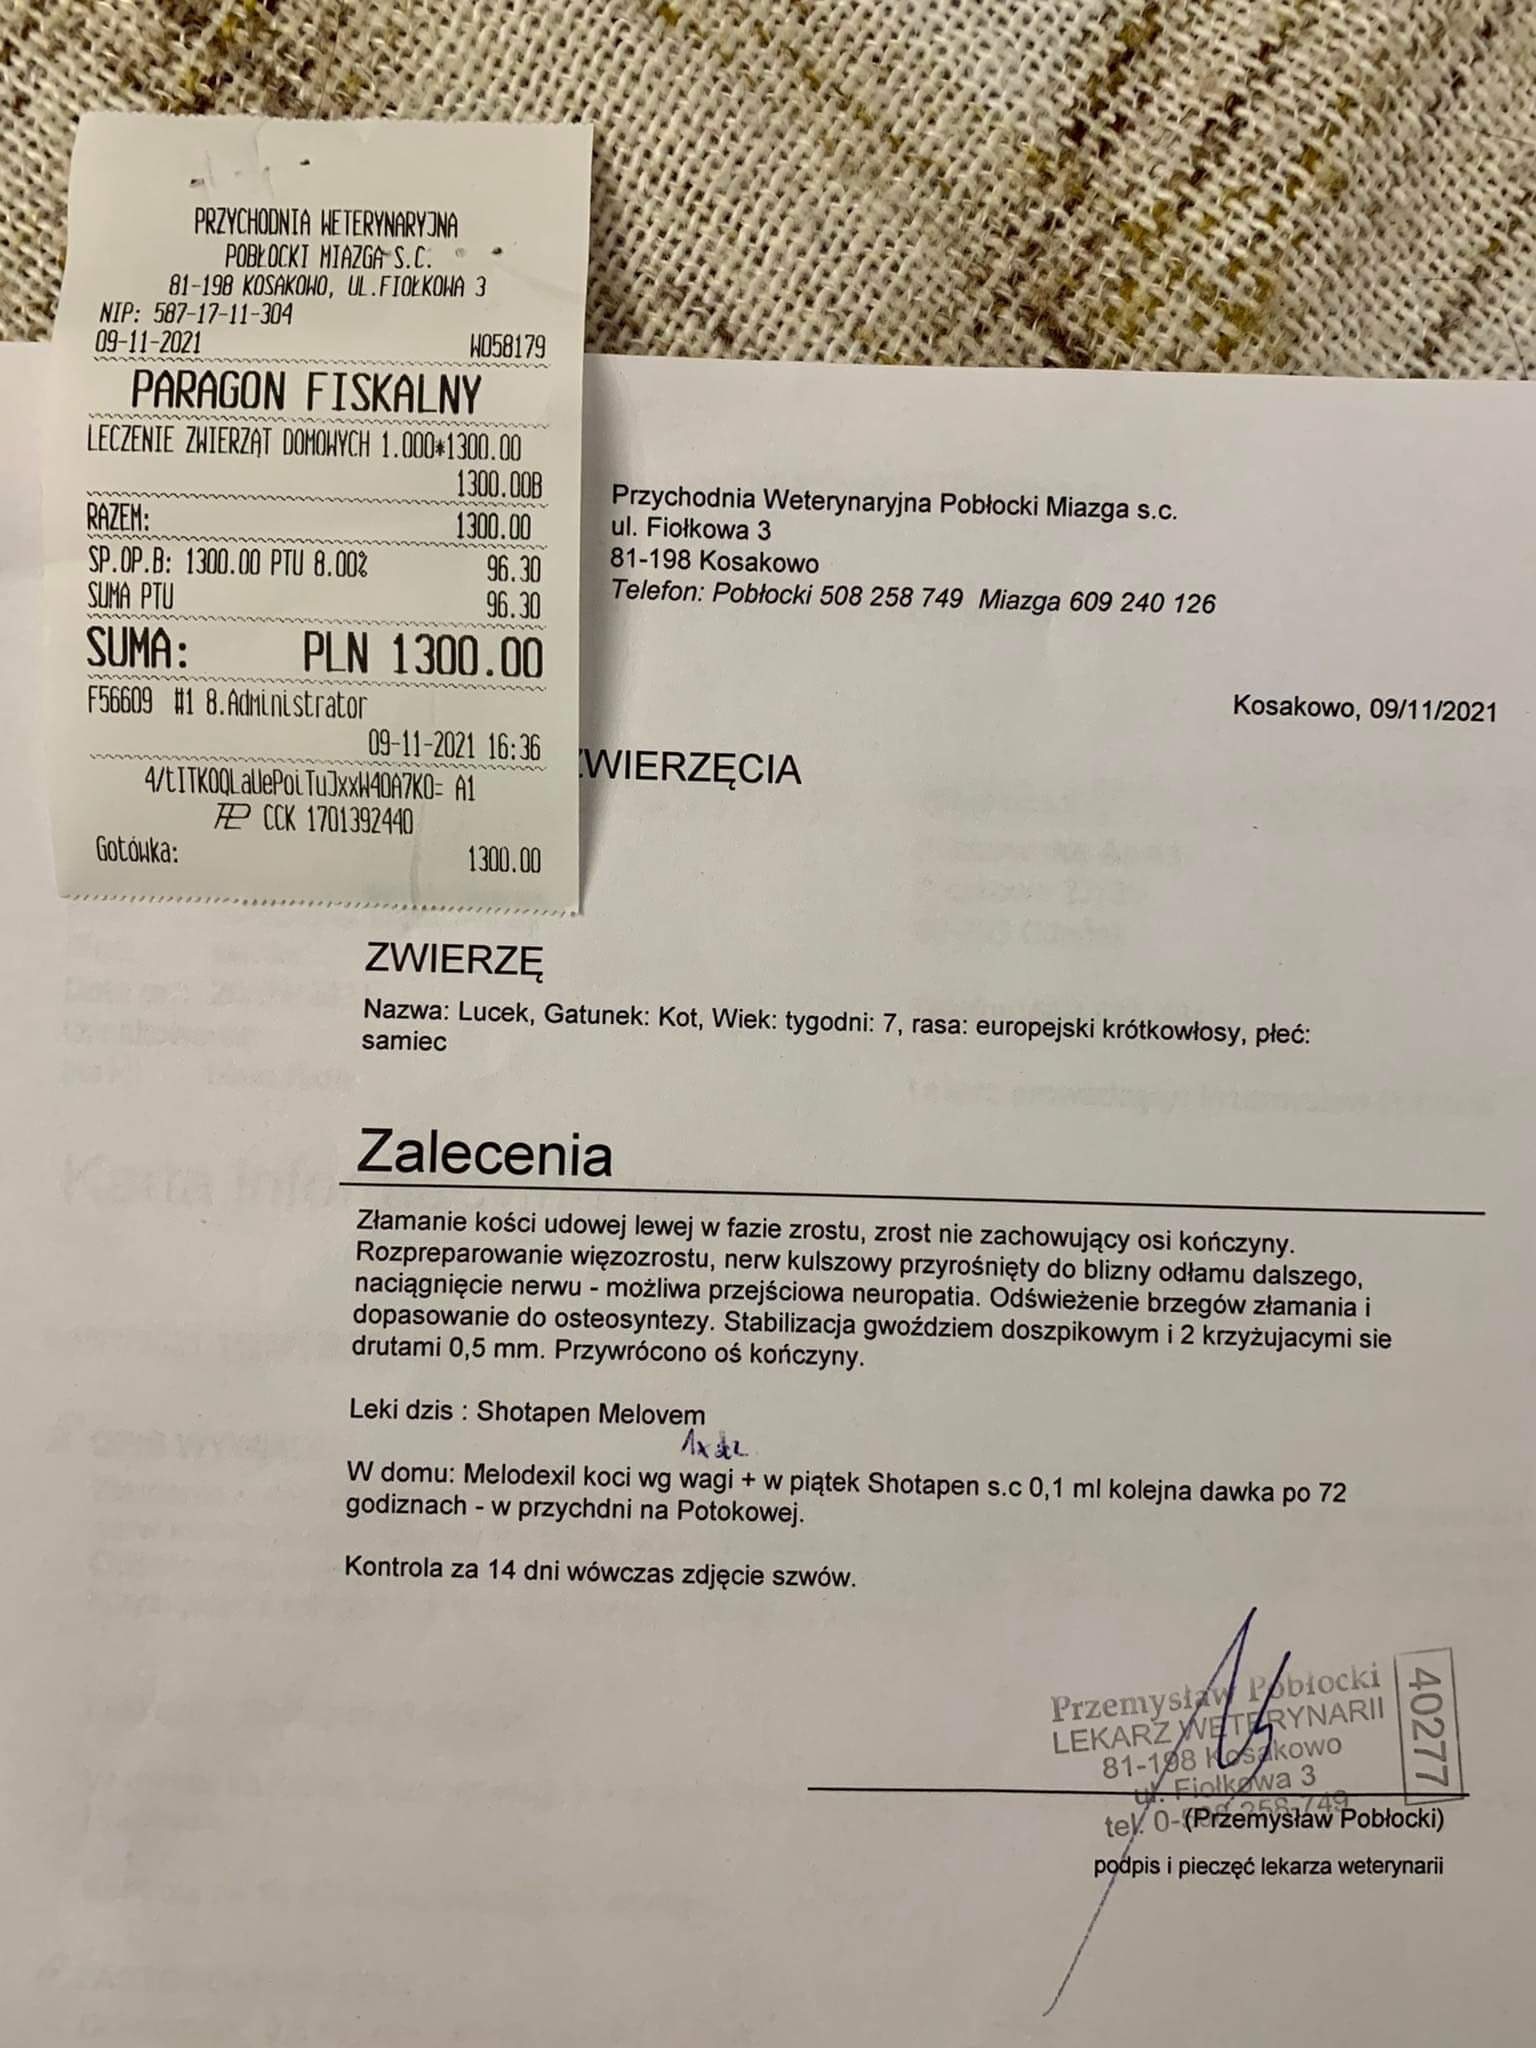 PRZYCHODNIA WETERYNARYJNA
POBŁOCKI MIAZGA S.C.
81-198 KOSAKOWO, UL.FIOŁKOWA 3
NIP: 587-17-11-304
09-11-2021 W058179
PARAGON FISKALNY
LECZENIE ZWIERZĄT DOMOWYCH 1.000*1300.00
1300.00B
RAZEM: 1300.00
SP.OP.B: 1300.00 PTU 8.00% 96.30
SUMA PTU 96.30
SUMA: PLN 1300.00
F56609 #1 8.Administrator
09-11-2021 16:36
4/tITKOQLaUePoiTuJxxW4OA7KO= A1
CCK 1701392440
Gotówka: 1300.00
Przychodnia Weterynaryjna Pobłocki Miazga s.c.
ul. Fiołkowa 3
81-198 Kosakowo
Telefon: Pobłocki 508 258 749 Miazga 609 240 126
Kosakowo, 09/11/2021
WIERZĘCIA
ZWIERZĘ
Nazwa: Lucek, Gatunek: Kot, Wiek: tygodni: 7, rasa: europejski krótkowłosy, płeć:
samiec
Zalecenia
Złamanie kości udowej lewej w fazie zrostu, zrost nie zachowujący osi kończyny.
Rozpreparowanie więzozrostu, nerw kulszowy przyrośnięty do blizny odłamu dalszego,
naciągnięcie nerwu - możliwa przejściowa neuropatia. Odświeżenie brzegów złamania i
dopasowanie do osteosyntezy. Stabilizacja gwoździem doszpikowym i 2 krzyżujacymi sie
drutami 0,5 mm. Przywrócono oś kończyny.
Leki dzis : Shotapen Melovem
1x dz
W domu: Melodexil koci wg wagi + w piątek Shotapen s.c 0,1 ml kolejna dawka po 72
godiznach - w przychdni na Potokowej.
Kontrola za 14 dni wówczas zdjęcie szwów.
Przemysław Pobłocki
LEKARZ WETERYNARII
81-198 Kosakowo
ul. Fiołkowa 3
tel. 0-508 258-749
40277
(Przemysław Pobłocki)
podpis i pieczęć lekarza weterynarii